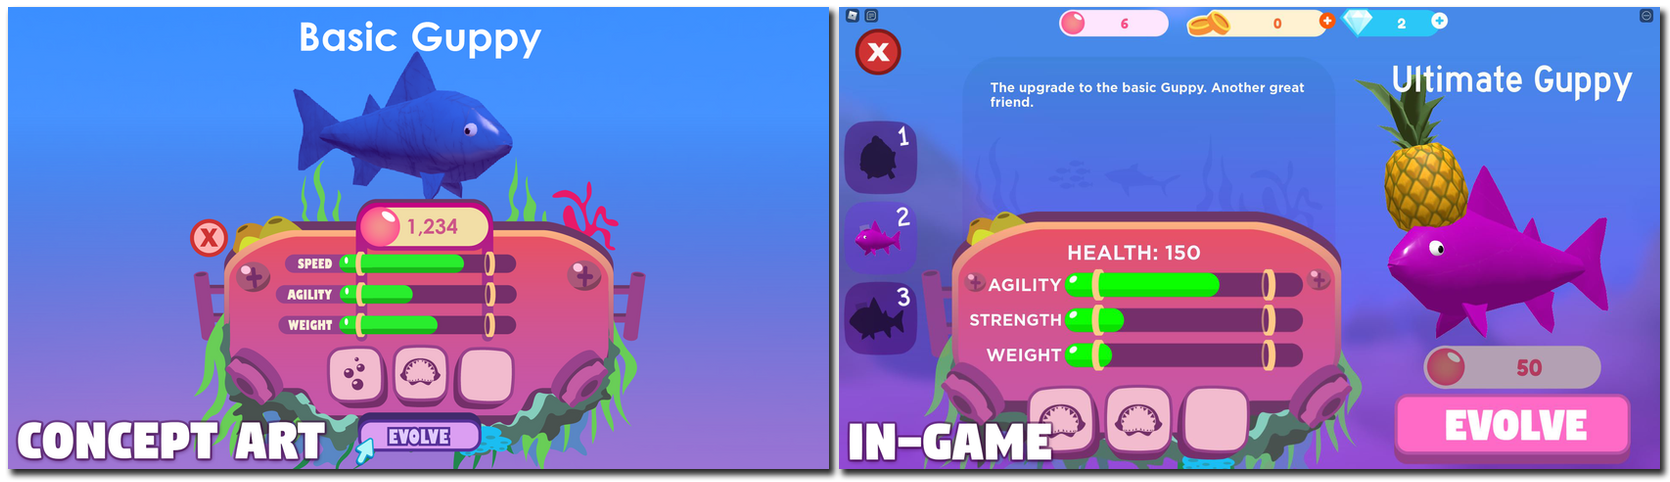 Basic Guppy
X
1,234
SPEED
AGILITY
WEIGHT
EVOLVE
CONCEPT ART
6
0
+
2
+
X
The upgrade to the basic Guppy. Another great
friend.
Ultimate Guppy
1
2
3
HEALTH: 150
AGILITY
STRENGTH
WEIGHT
50
EVOLVE
IN-GAME